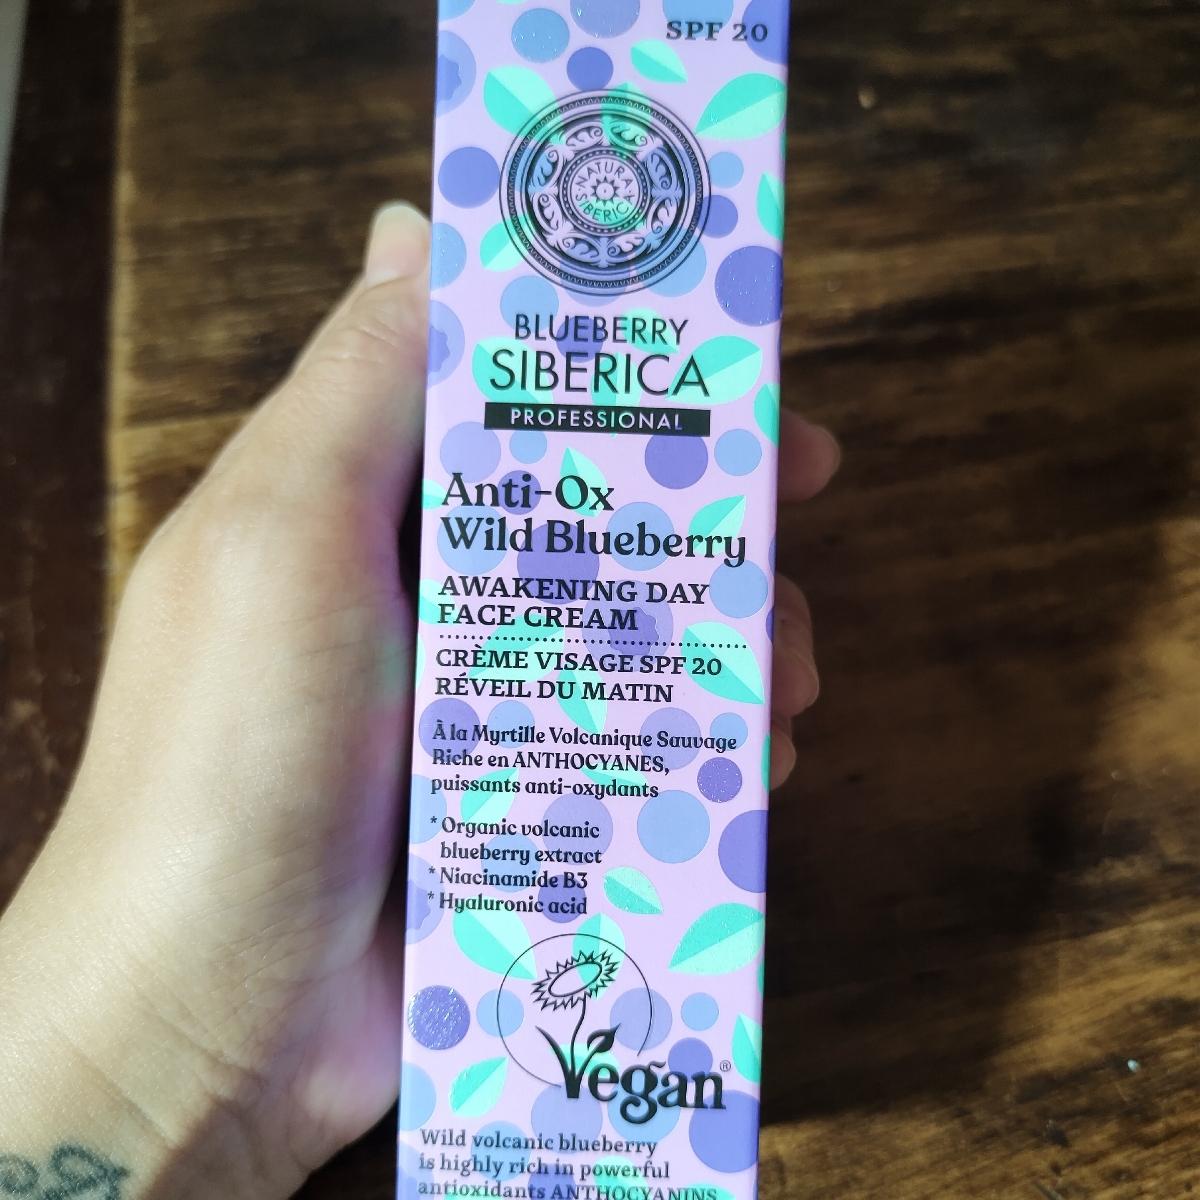 SPF 20
NATURA
SIBERICA
BLUEBERRY
SIBERICA
PROFESSIONAL
Anti-Ox
Wild Blueberry
AWAKENING DAY
FACE CREAM
CRÈME VISAGE SPF 20
RÉVEIL DU MATIN
À la Myrtille Volcanique Sauvage
Riche en ANTHOCYANES,
puissants anti-oxydants
* Organic volcanic
blueberry extract
* Niacinamide B3
* Hyaluronic acid
Vegan®
Wild volcanic blueberry
is highly rich in powerful
antioxidants ANTHOCYANINS